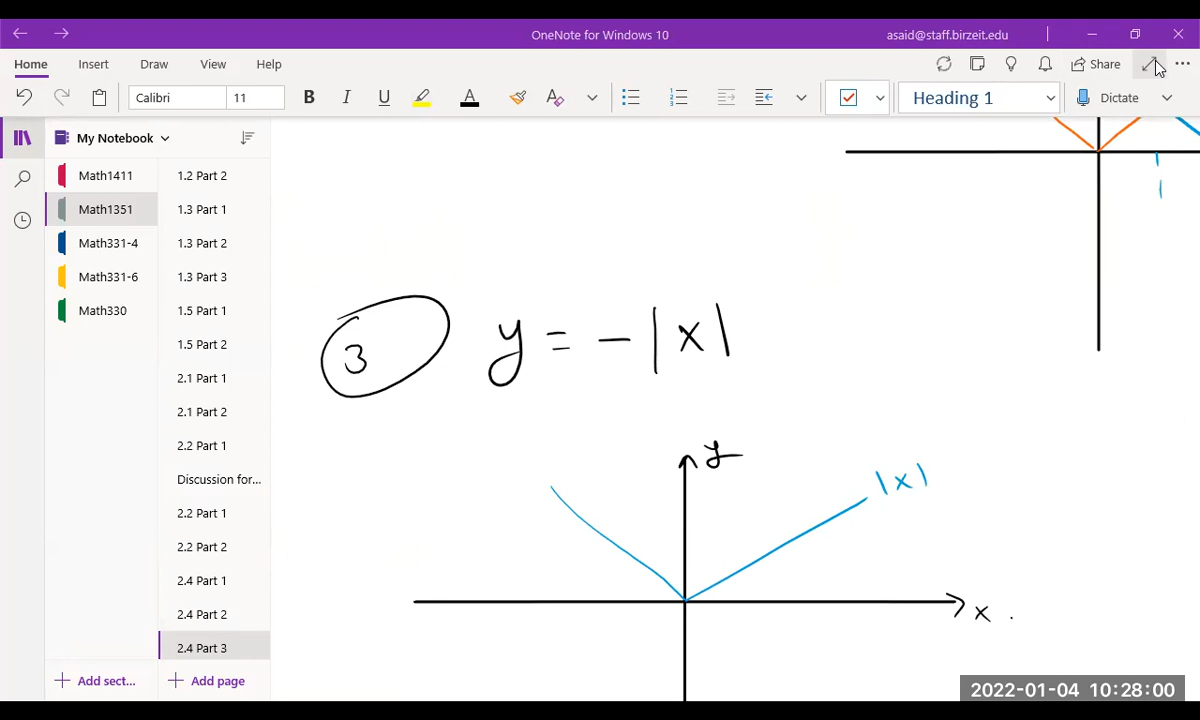 OneNote for Windows 10
asaid@staff.birzeit.edu
Home Insert Draw View Help
Share
Calibri 11 B I U A Heading 1 Dictate
My Notebook
Math1411
Math1351
Math331-4
Math331-6
Math330
1.2 Part 2
1.3 Part 1
1.3 Part 2
1.3 Part 3
1.5 Part 1
1.5 Part 2
2.1 Part 1
2.1 Part 2
2.2 Part 1
Discussion for...
2.2 Part 1
2.2 Part 2
2.4 Part 1
2.4 Part 2
2.4 Part 3
+ Add sect...
+ Add page
3 y = -|x|
y
|x|
x
2022-01-04 10:28:00